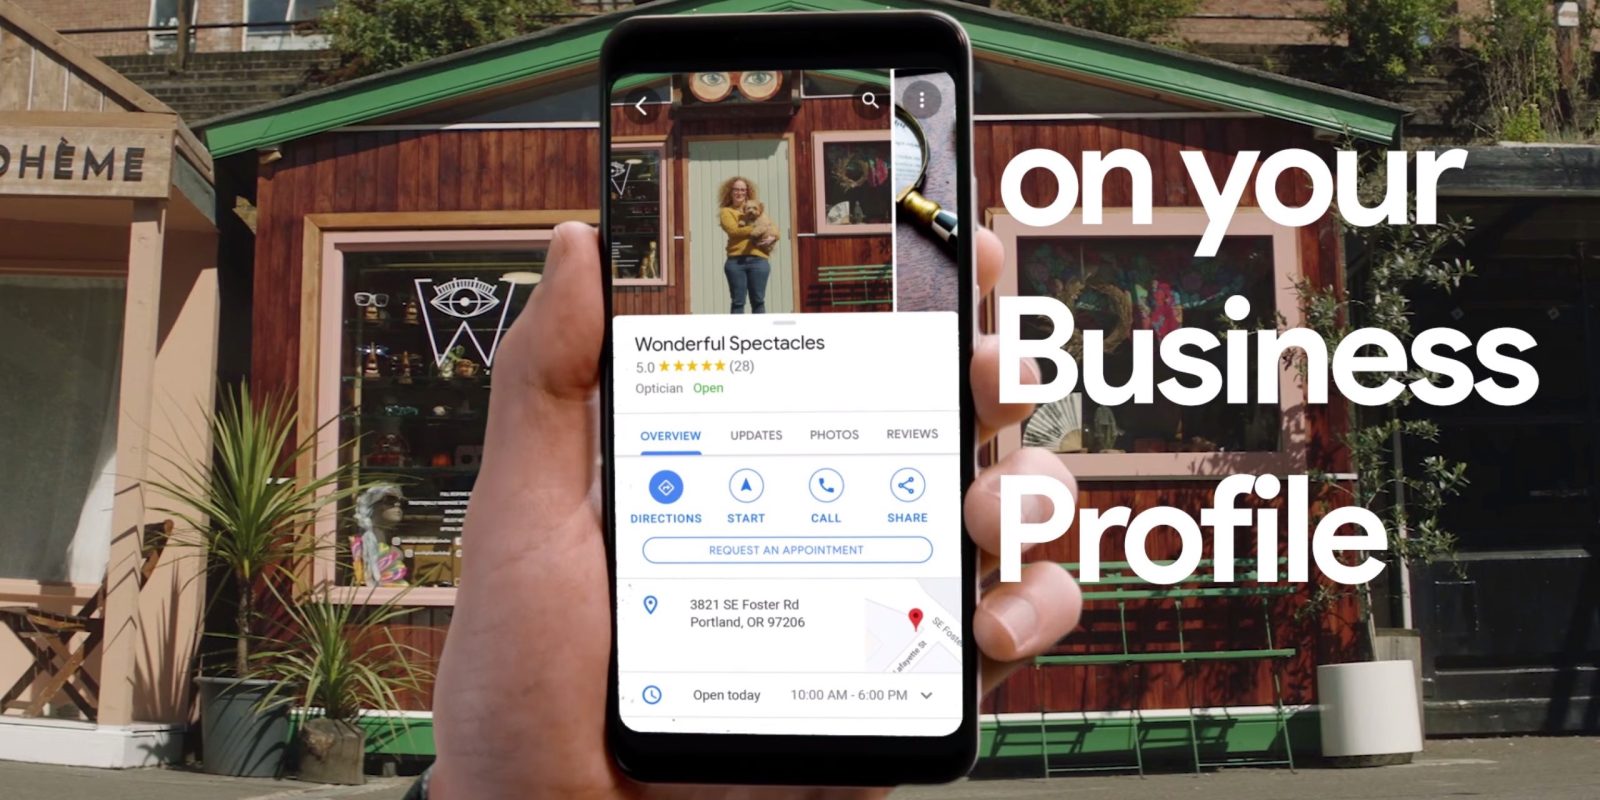 OHÈME
W
Wonderful Spectacles
5.0 ★★★★★ (28)
Optician Open
OVERVIEW UPDATES PHOTOS REVIEWS
DIRECTIONS START CALL SHARE
REQUEST AN APPOINTMENT
3821 SE Foster Rd
Portland, OR 97206
SE Foste
Lafayette St
Open today 10:00 AM - 6:00 PM
on your
Business
Profile